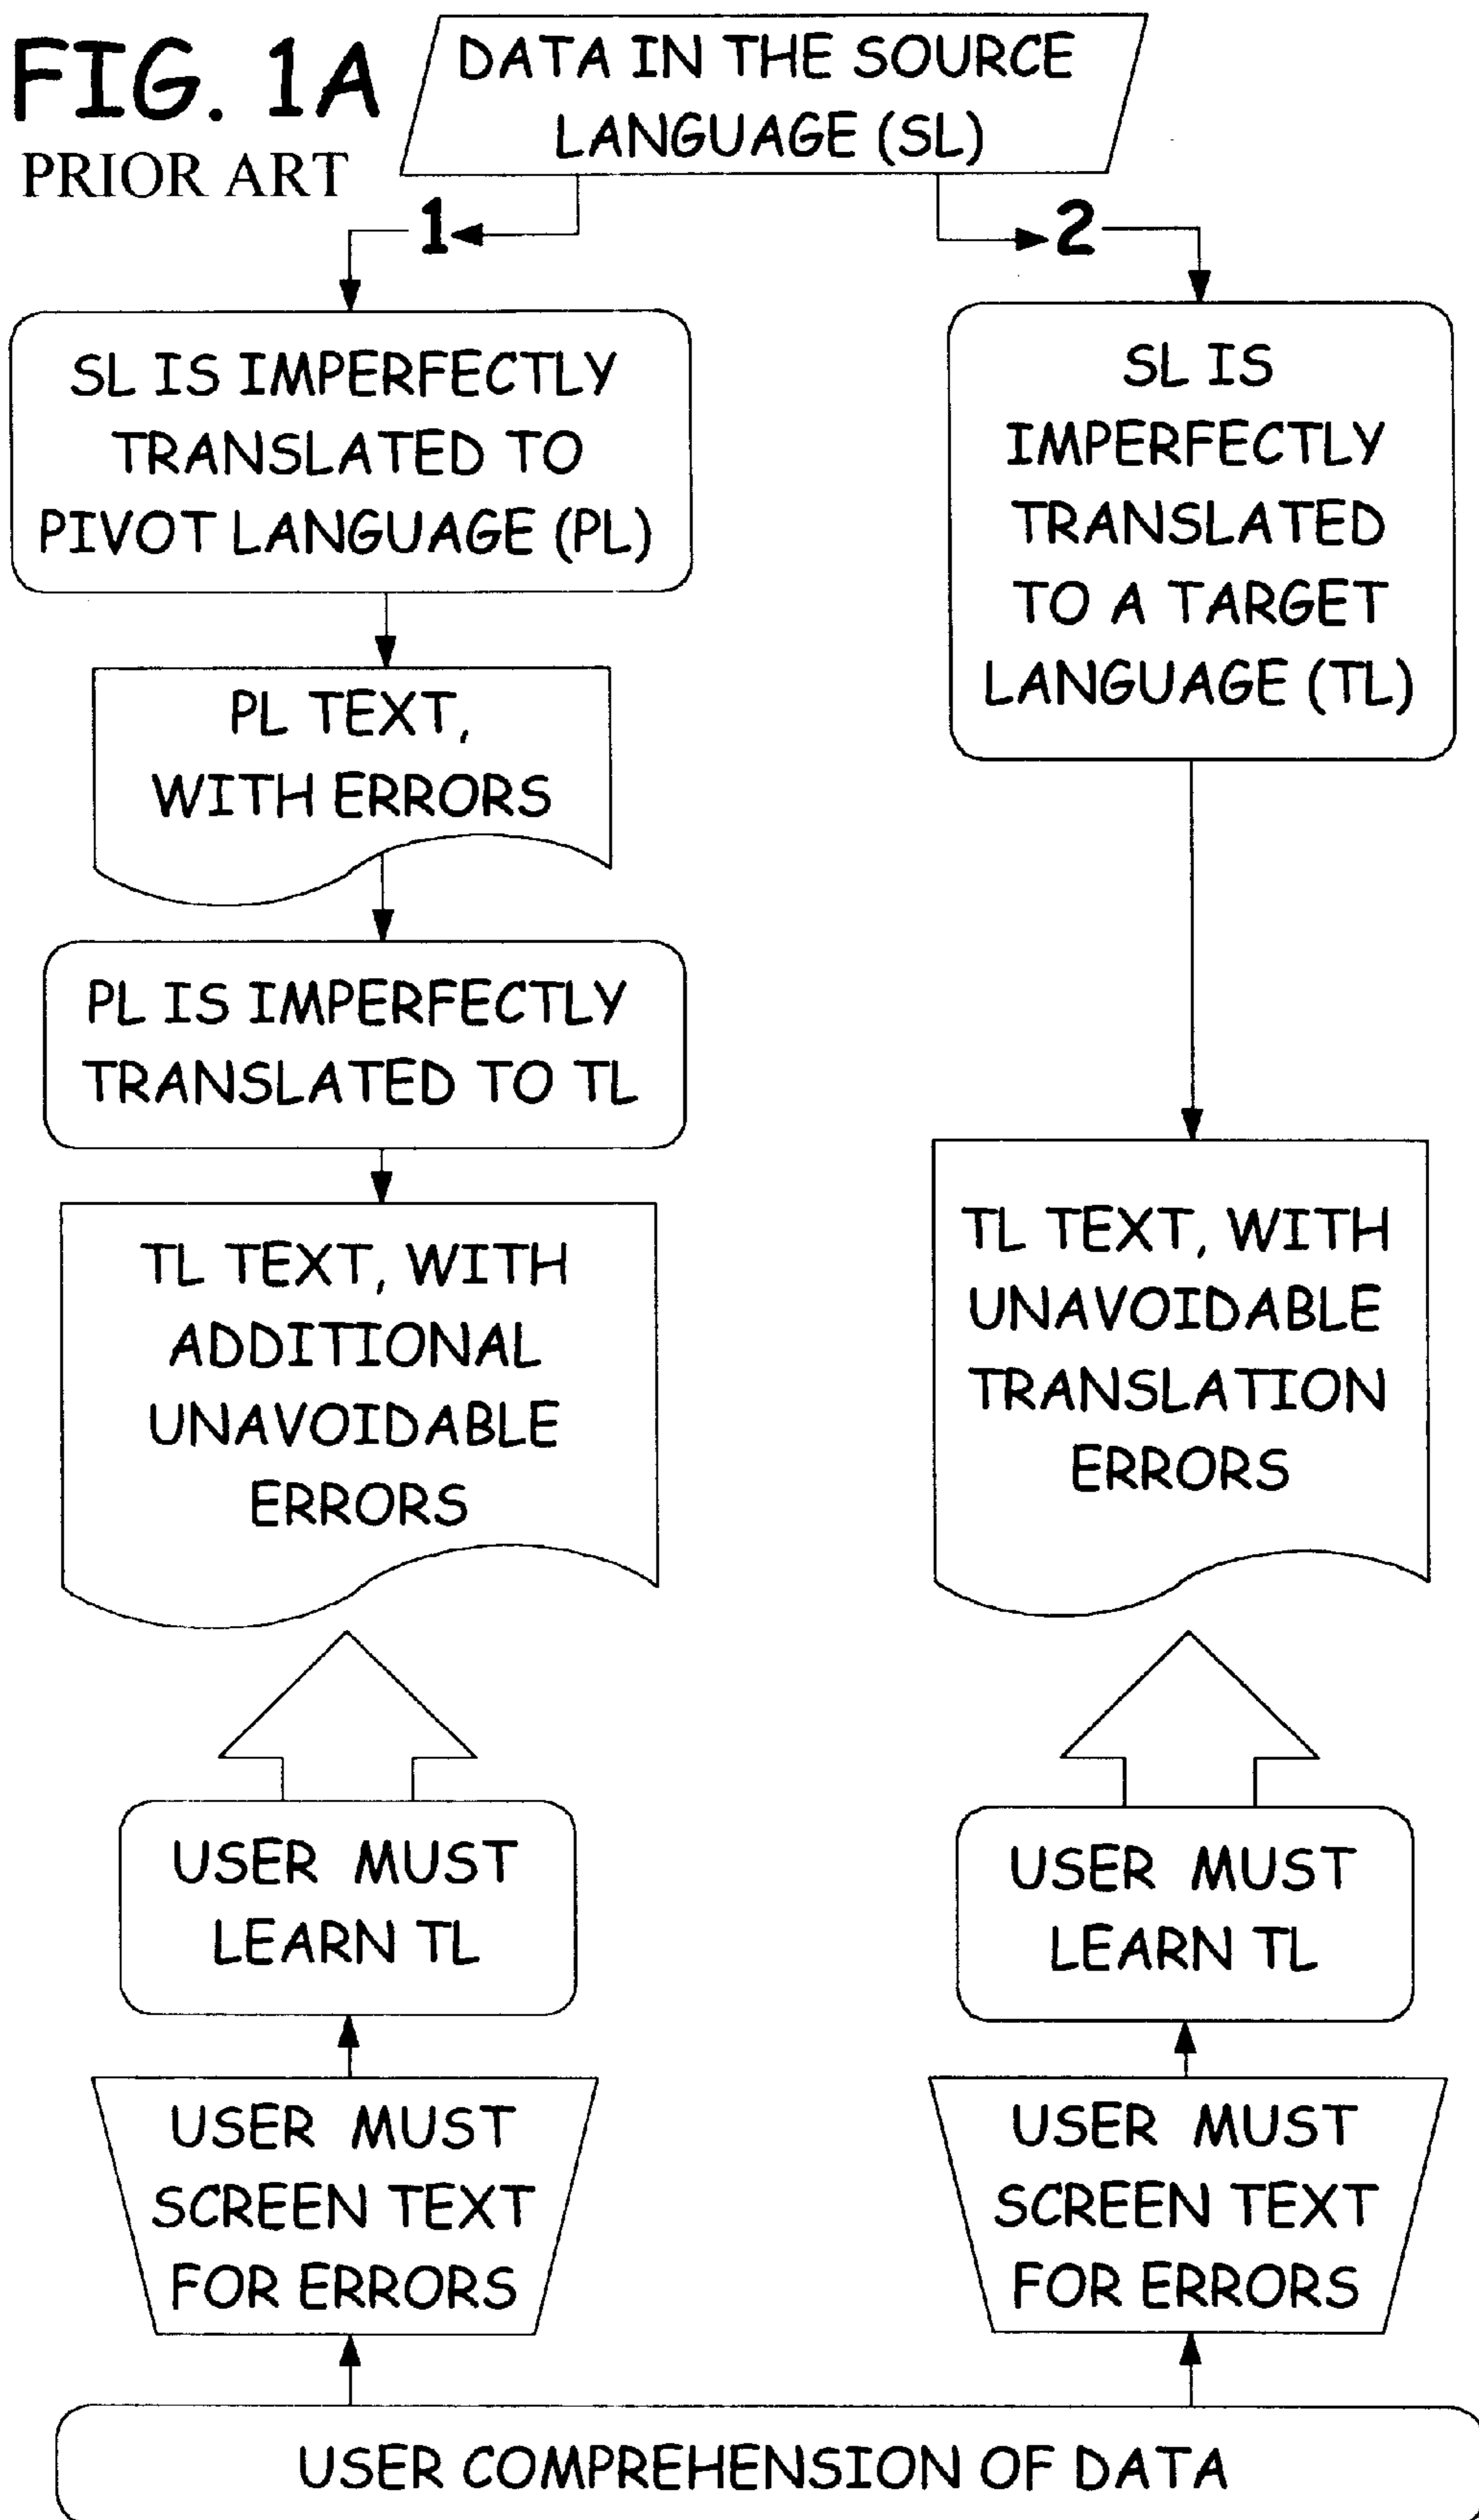 FIG. 1A
PRIOR ART
DATA IN THE SOURCE
LANGUAGE (SL)
1
2
SL IS IMPERFECTLY
TRANSLATED TO
PIVOT LANGUAGE (PL)
PL TEXT,
WITH ERRORS
PL IS IMPERFECTLY
TRANSLATED TO TL
TL TEXT, WITH
ADDITIONAL
UNAVOIDABLE
ERRORS
USER MUST
LEARN TL
USER MUST
SCREEN TEXT
FOR ERRORS
SL IS
IMPERFECTLY
TRANSLATED
TO A TARGET
LANGUAGE (TL)
TL TEXT, WITH
UNAVOIDABLE
TRANSLATION
ERRORS
USER MUST
LEARN TL
USER MUST
SCREEN TEXT
FOR ERRORS
USER COMPREHENSION OF DATA